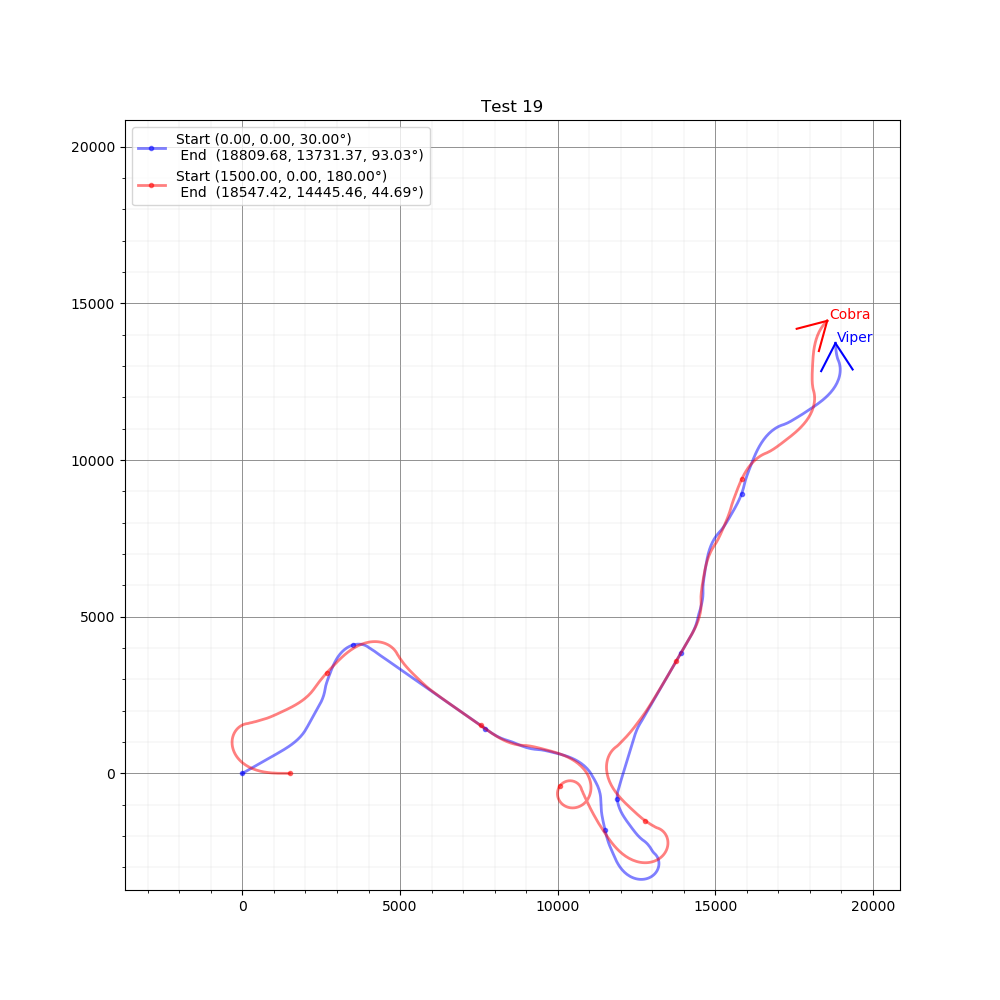 Test 19
Start (0.00, 0.00, 30.00°)
End (18809.68, 13731.37, 93.03°)
Start (1500.00, 0.00, 180.00°)
End (18547.42, 14445.46, 44.69°)
20000
15000
10000
5000
0
Cobra
Viper
0 5000 10000 15000 20000